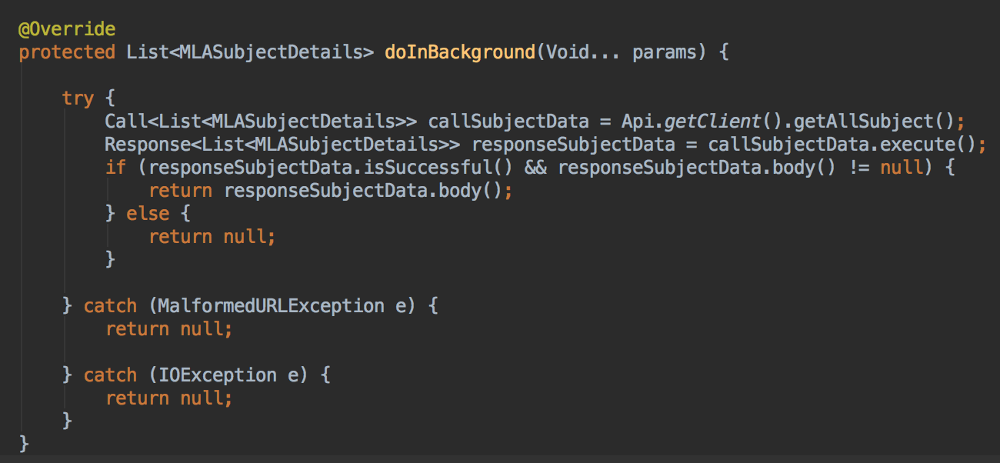 @Override
protected List<MLASubjectDetails> doInBackground(Void... params) {
try {
Call<List<MLASubjectDetails>> callSubjectData = Api.getClient().getAllSubject();
Response<List<MLASubjectDetails>> responseSubjectData = callSubjectData.execute();
if (responseSubjectData.isSuccessful() && responseSubjectData.body() != null) {
return responseSubjectData.body();
} else {
return null;
}
} catch (MalformedURLException e) {
return null;
} catch (IOException e) {
return null;
}
}